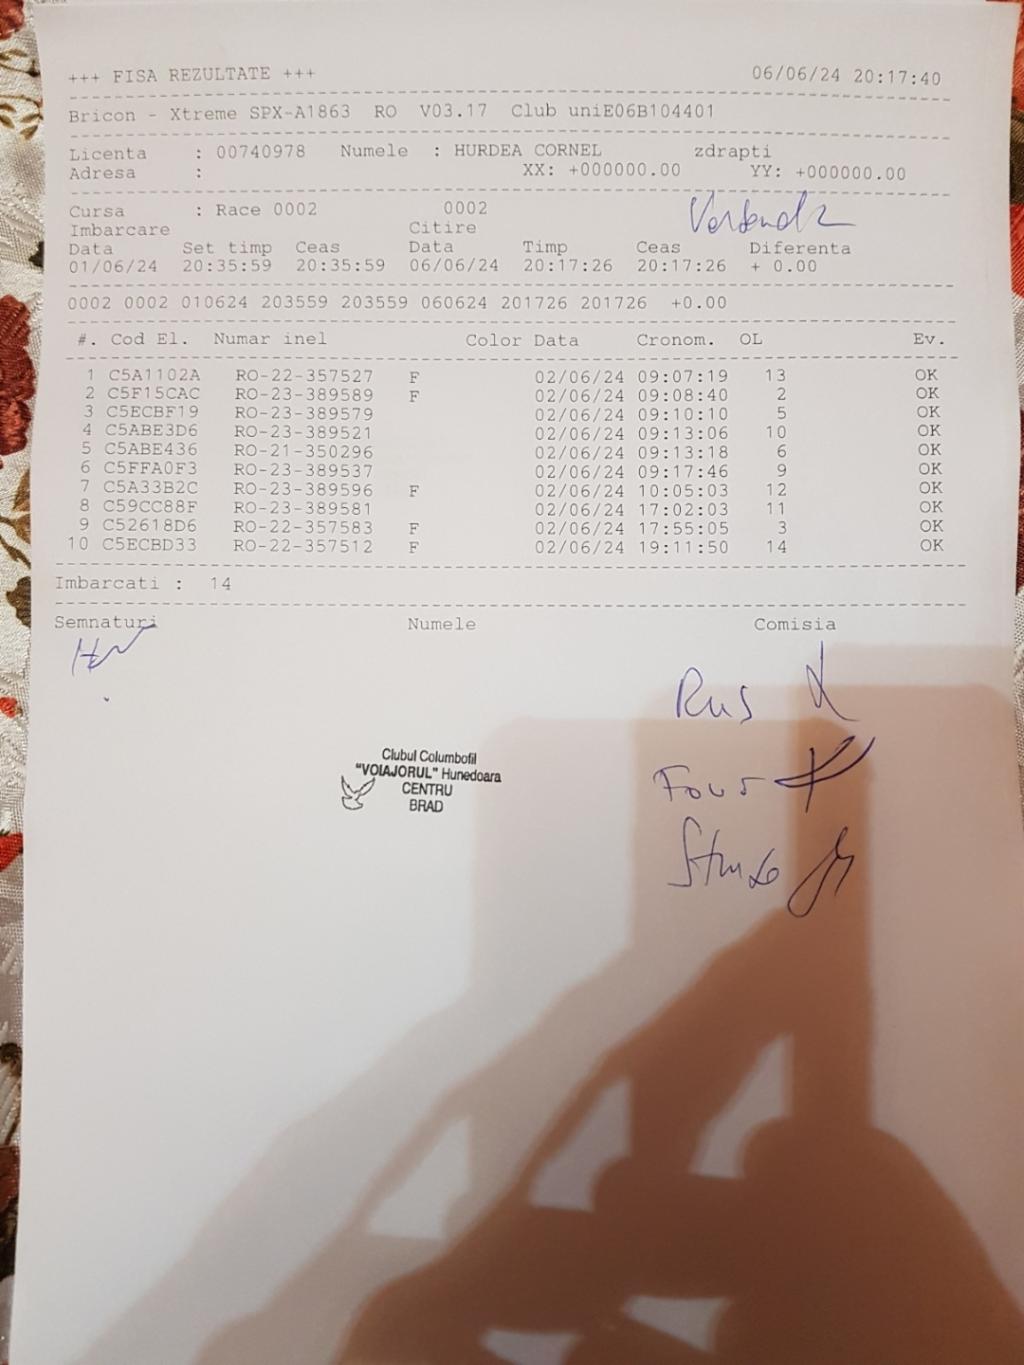 +++ FISA REZULTATE +++ 06/06/24 20:17:40
Bricon - Xtreme SPX-A1863 RO V03.17 Club uniE06B104401
Licenta : 00740978 Numele : HURDEA CORNEL zdrapti
Adresa : XX: +000000.00 YY: +000000.00
Cursa : Race 0002 0002
Imbarcare Citire
Data Set timp Ceas Data Timp Ceas Diferenta
01/06/24 20:35:59 20:35:59 06/06/24 20:17:26 20:17:26 + 0.00
0002 0002 010624 203559 203559 060624 201726 201726 +0.00
#. Cod El. Numar inel Color Data Cronom. OL Ev.
1 C5A1102A RO-22-357527 F 02/06/24 09:07:19 13 OK
2 C5F15CAC RO-23-389589 F 02/06/24 09:08:40 2 OK
3 C5ECBF19 RO-23-389579 02/06/24 09:10:10 5 OK
4 C5ABE3D6 RO-23-389521 02/06/24 09:13:06 10 OK
5 C5ABE436 RO-21-350296 02/06/24 09:13:18 6 OK
6 C5FFA0F3 RO-23-389537 02/06/24 09:17:46 9 OK
7 C5A33B2C RO-23-389596 F 02/06/24 10:05:03 12 OK
8 C59CC88F RO-23-389581 02/06/24 17:02:03 11 OK
9 C52618D6 RO-22-357583 F 02/06/24 17:55:05 3 OK
10 C5ECBD33 RO-22-357512 F 02/06/24 19:11:50 14 OK
Imbarcati : 14
Semnaturi Numele Comisia
Rus
Clubul Columbofil
"VOIAJORUL" Hunedoara
CENTRU
BRAD